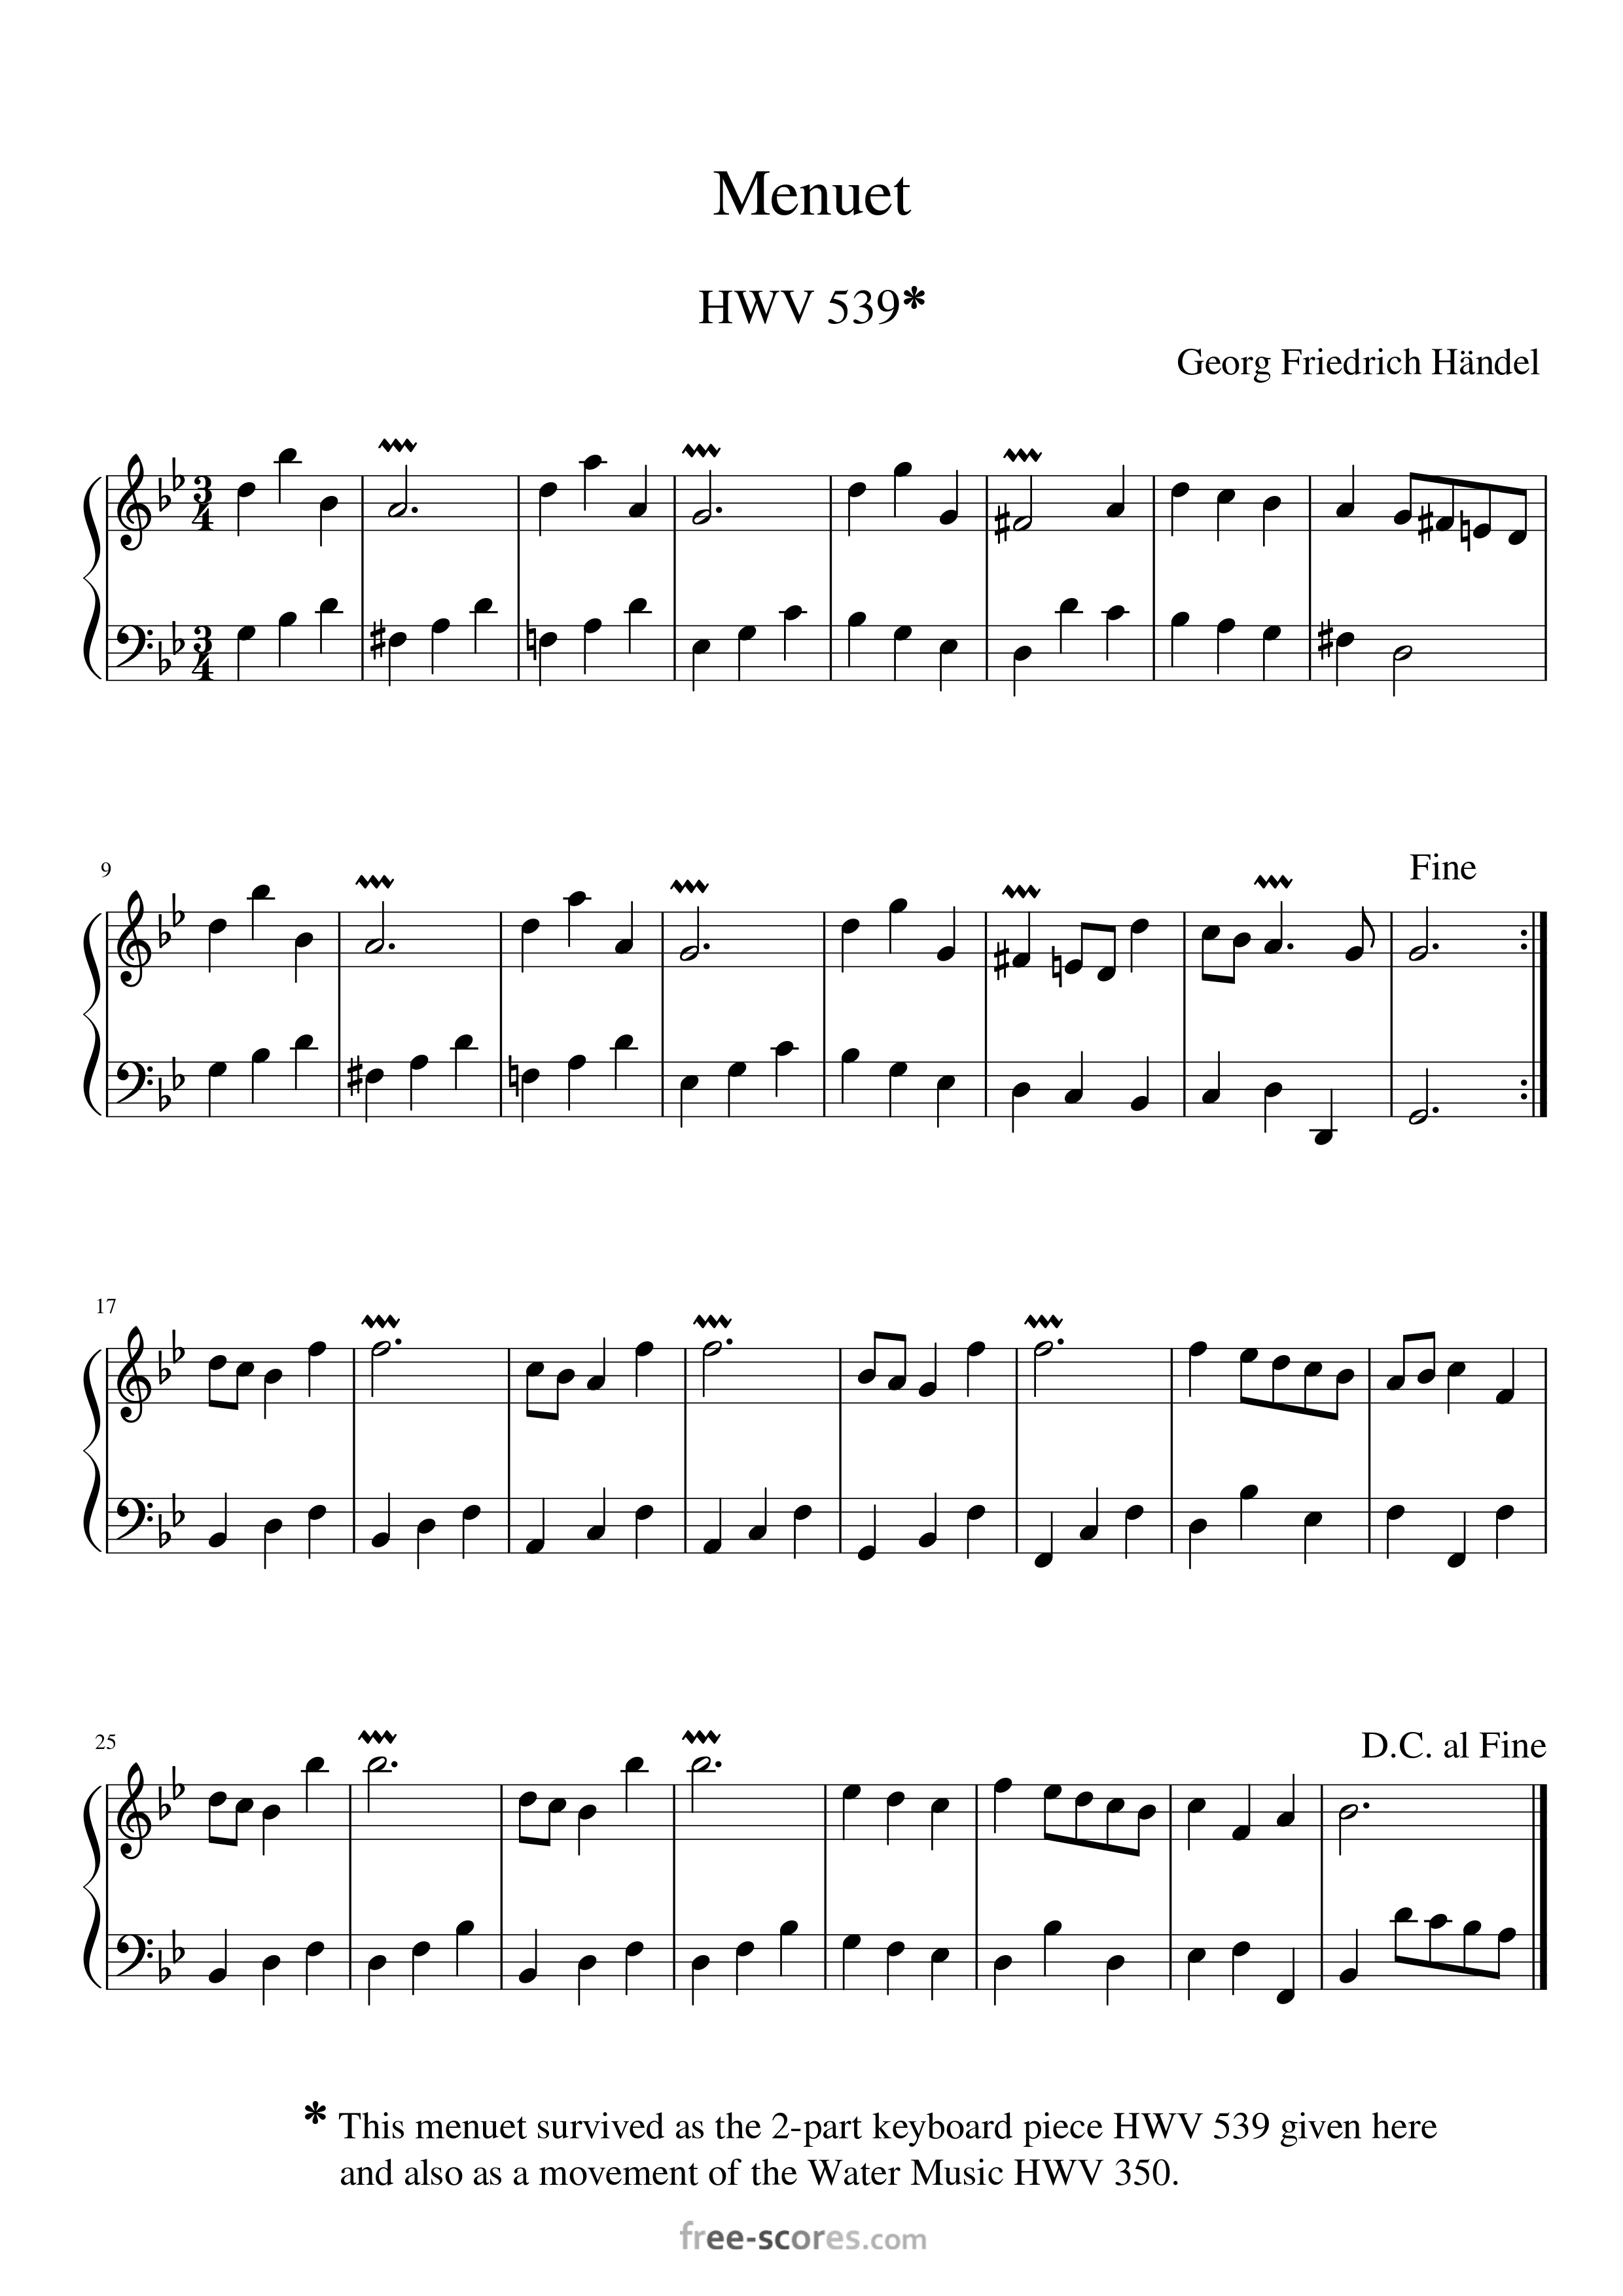 Menuet
HWV 539*
Georg Friedrich Händel
3
4
3
4
9
Fine
17
25
D.C. al Fine
* This menuet survived as the 2-part keyboard piece HWV 539 given here
and also as a movement of the Water Music HWV 350.
free-scores.com